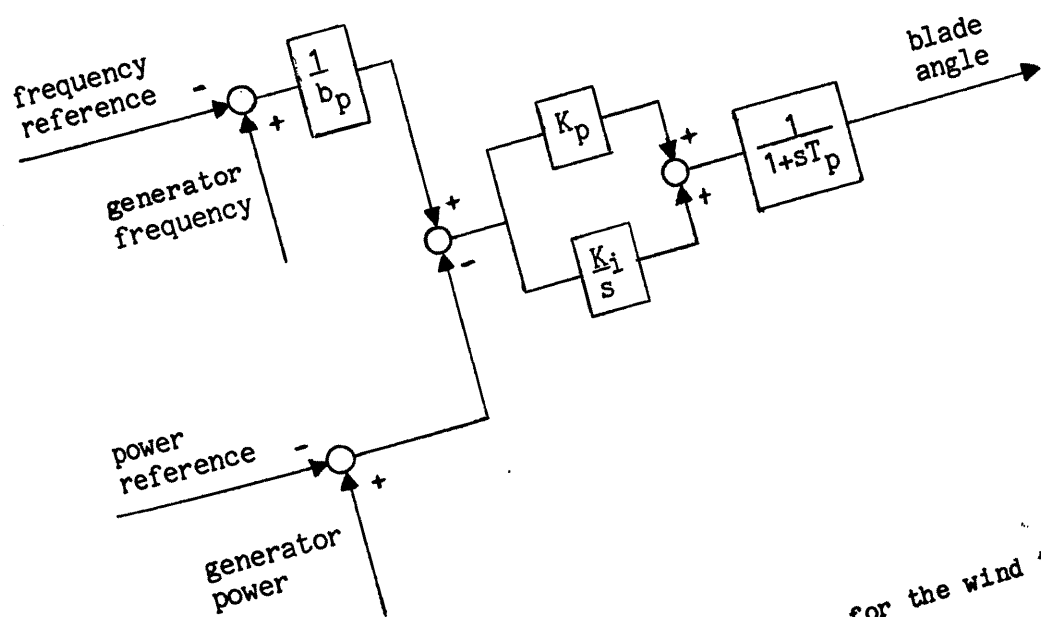 frequency
reference
-
+
generator
frequency
1
b_p
+
-
K_p
K_i
s
+
+
1
1+sT_p
blade
angle
power
reference
-
+
generator
power
for the wind